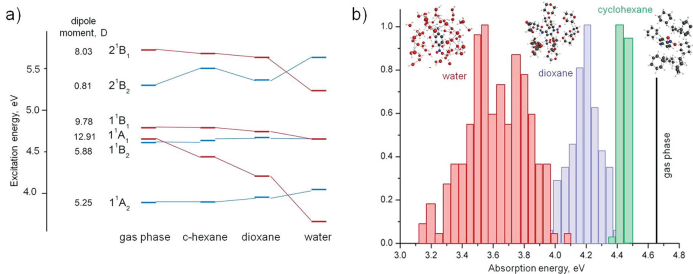 a)
dipole
moment, D
8.03 2¹B₁
0.81 2¹B₂
9.78 1¹B₁
12.91 1¹A₁
5.88 1¹B₂
5.25 1¹A₂
Excitation energy, eV
5.5
5.0
4.5
4.0
gas phase c-hexane dioxane water
b)
cyclohexane
water
dioxane
gas phase
1.0
0.8
0.6
0.4
0.2
0.0
3.0 3.2 3.4 3.6 3.8 4.0 4.2 4.4 4.6 4.8
Absorption energy, eV